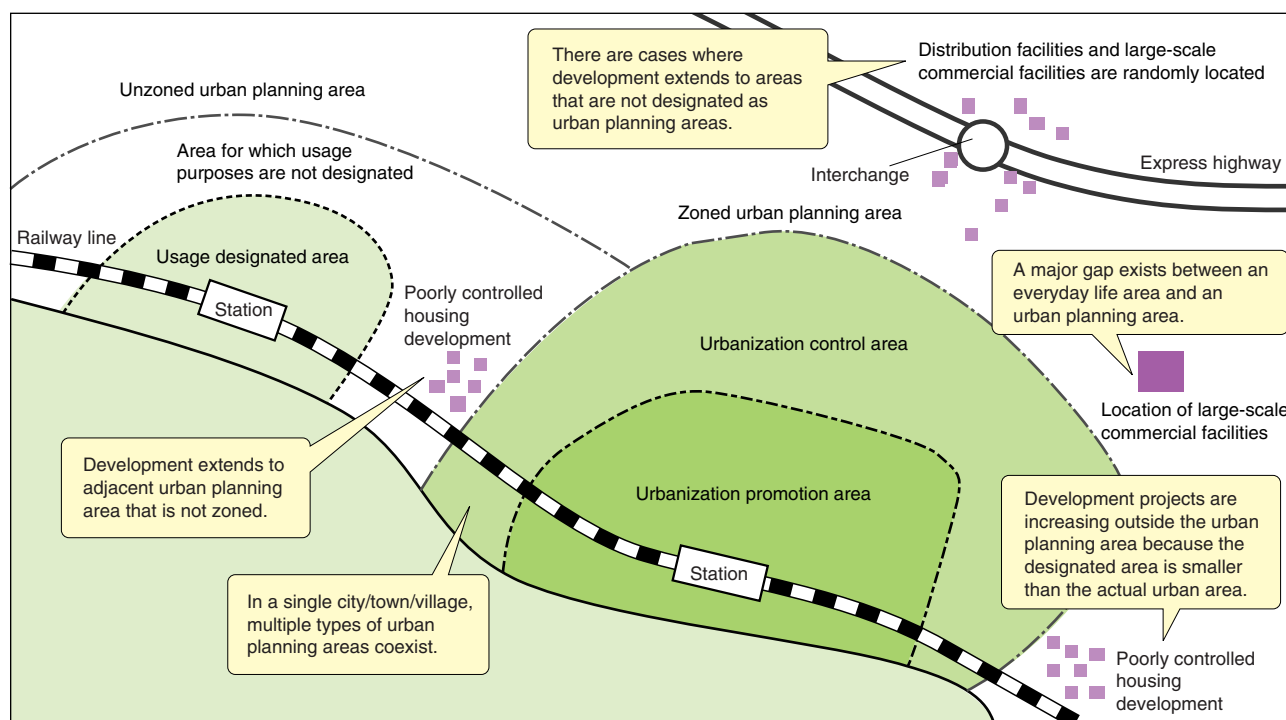 There are cases where
development extends to areas
that are not designated as
urban planning areas.
Distribution facilities and large-scale
commercial facilities are randomly located
Unzoned urban planning area
Area for which usage
purposes are not designated
Interchange
Express highway
Zoned urban planning area
Railway line
Usage designated area
Station
Poorly controlled
housing
development
A major gap exists between an
everyday life area and an
urban planning area.
Urbanization control area
Location of large-scale
commercial facilities
Development extends to
adjacent urban planning
area that is not zoned.
Urbanization promotion area
Development projects are
increasing outside the urban
planning area because the
designated area is smaller
than the actual urban area.
Station
In a single city/town/village,
multiple types of urban
planning areas coexist.
Poorly controlled
housing
development